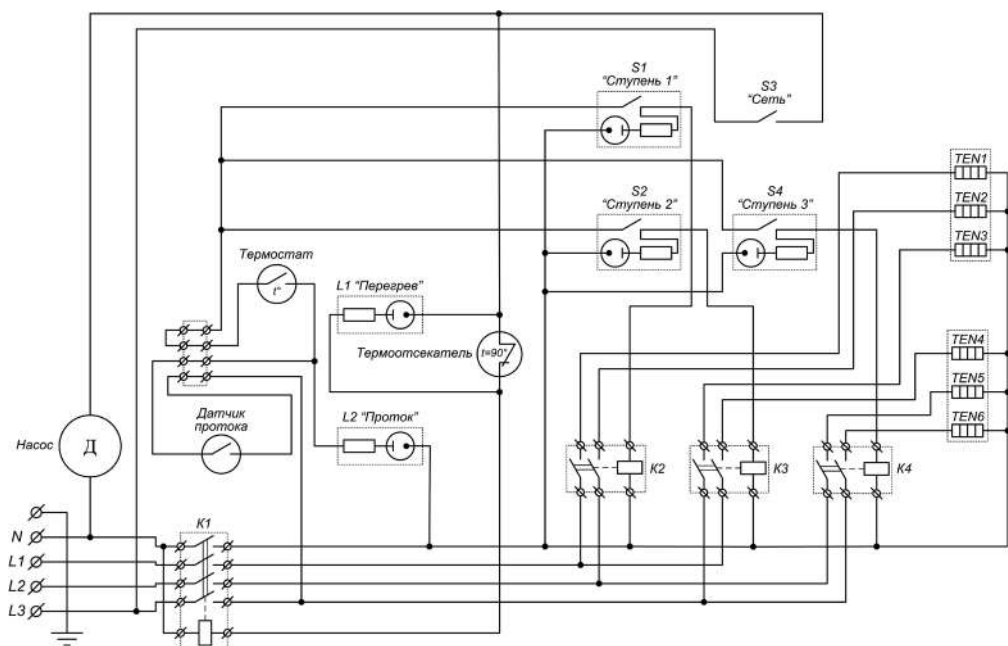 S1
"Ступень 1"
S3
"Сеть"
TEN1
TEN2
TEN3
S2
"Ступень 2"
S4
"Ступень 3"
Термостат
t°
L1 "Перегрев"
Термоотсекатель
t=90°
TEN4
TEN5
TEN6
Датчик
протока
L2 "Проток"
Насос
Д
K2
K3
K4
K1
N
L1
L2
L3